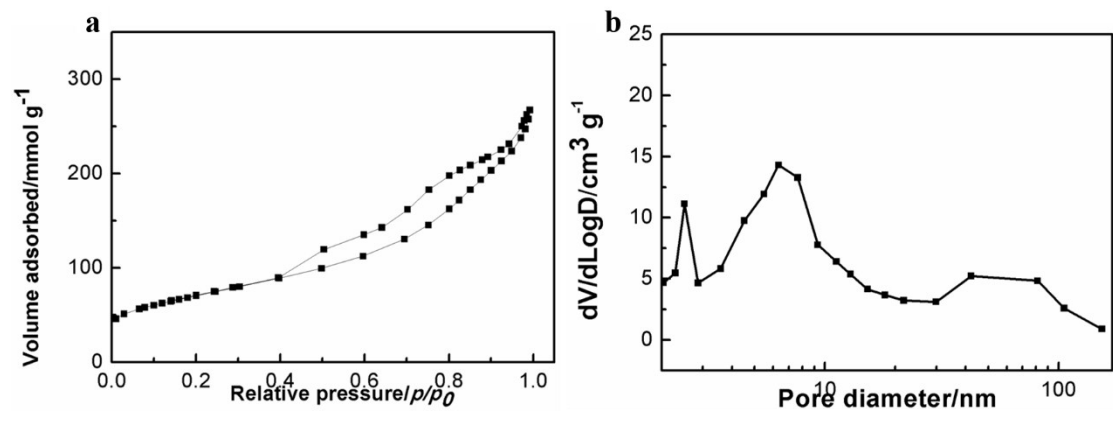 a
Volume adsorbed/mmol g⁻¹
300
200
100
0
0.0 0.2 0.4 0.6 0.8 1.0
Relative pressure/p/p₀
b
dV/dLogD/cm³ g⁻¹
25
20
15
10
5
0
10 100
Pore diameter/nm